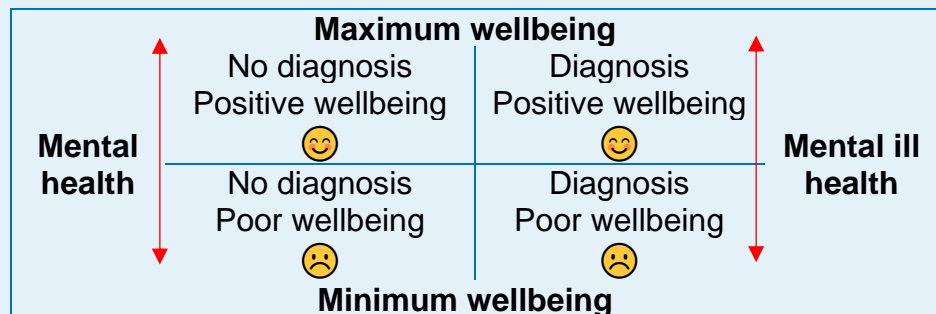 Maximum wellbeing
No diagnosis
Positive wellbeing
Diagnosis
Positive wellbeing
Mental
health
Mental ill
health
No diagnosis
Poor wellbeing
Diagnosis
Poor wellbeing
Minimum wellbeing